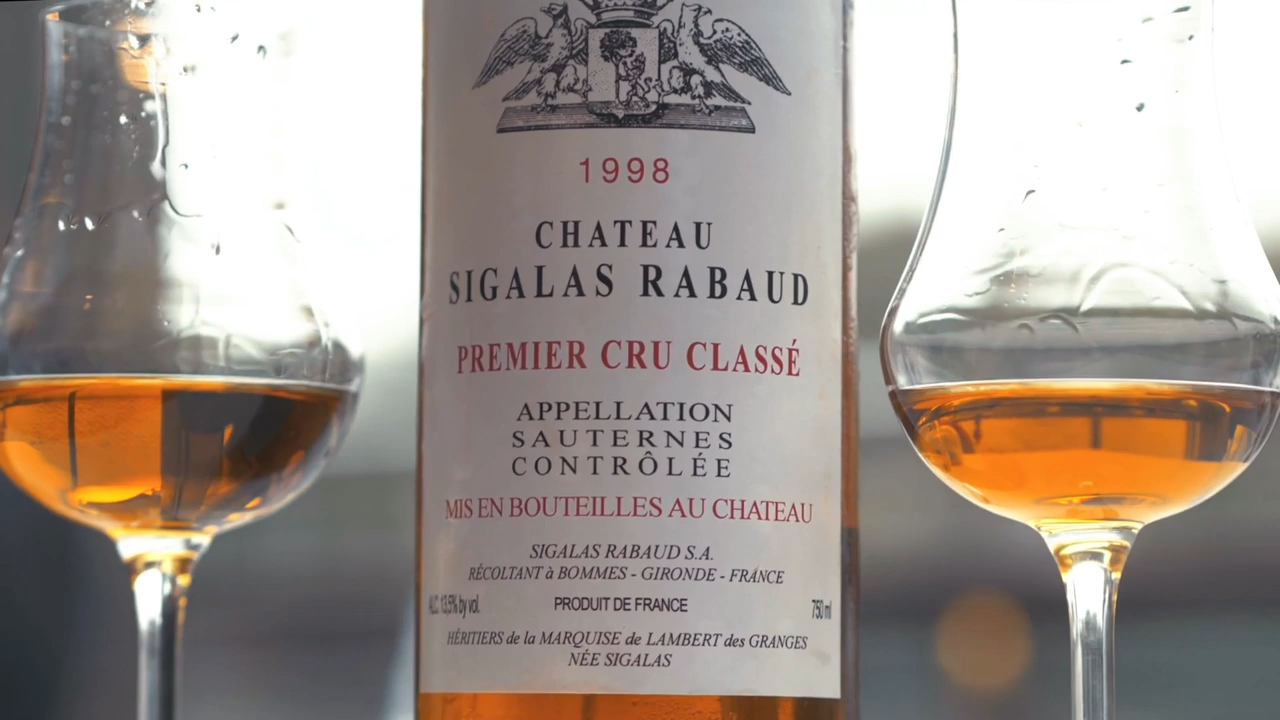 1998
CHATEAU
SIGALAS RABAUD
PREMIER CRU CLASSÉ
APPELLATION
SAUTERNES
CONTRÔLÉE
MIS EN BOUTEILLES AU CHATEAU
SIGALAS RABAUD S.A.
RÉCOLTANT à BOMMES - GIRONDE - FRANCE
ALC. 13,5% by vol. PRODUIT DE FRANCE 750 ml
HÉRITIERS de la MARQUISE de LAMBERT des GRANGES
NÉE SIGALAS